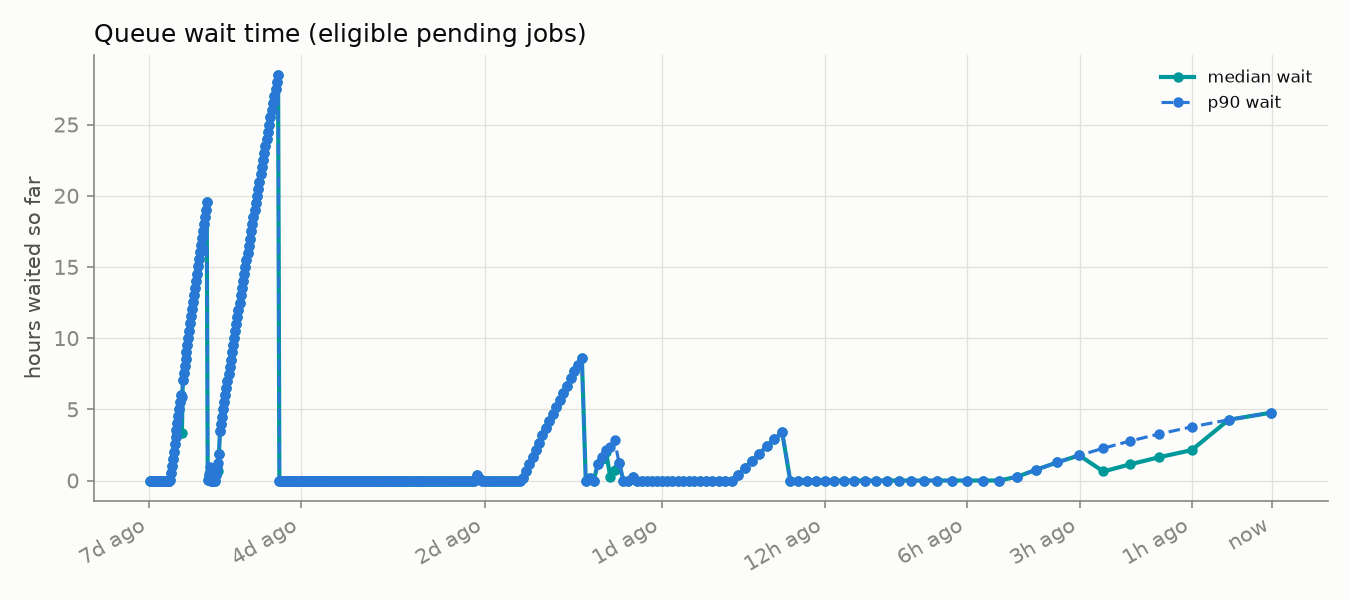 Queue wait time (eligible pending jobs)
median wait
p90 wait
hours waited so far
25
20
15
10
5
0
7d ago
4d ago
2d ago
1d ago
12h ago
6h ago
3h ago
1h ago
now